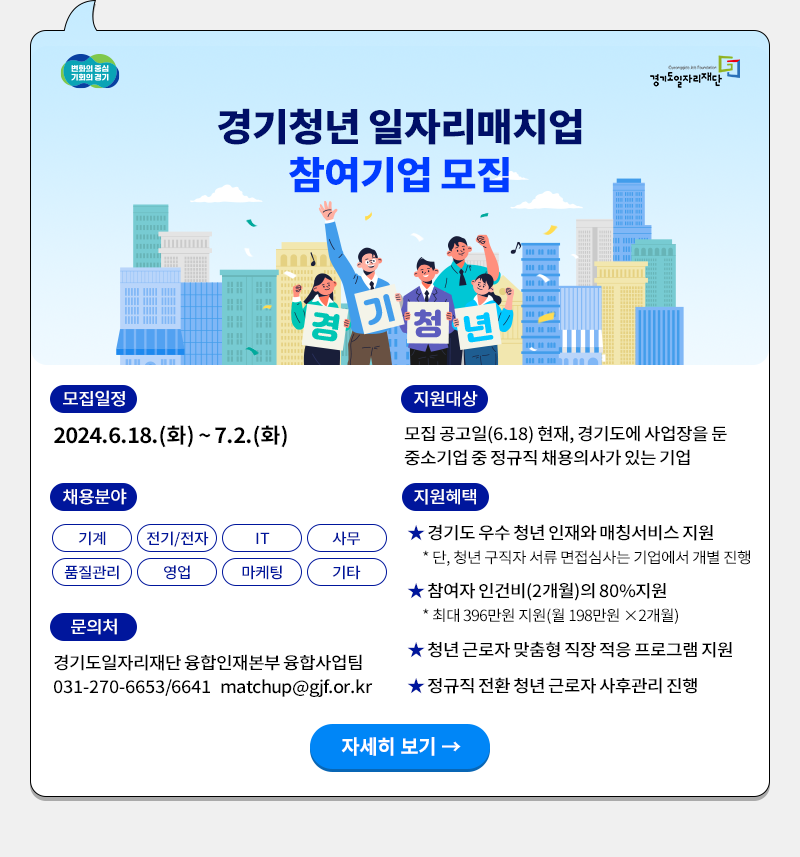 변화의 중심
기회의 경기
Gyeonggido Job Foundation
경기도일자리재단
경기청년 일자리매치업
참여기업 모집
경 기 청 년
모집일정
2024.6.18.(화) ~ 7.2.(화)
채용분야
기계 전기/전자 IT 사무
품질관리 영업 마케팅 기타
문의처
경기도일자리재단 융합인재본부 융합사업팀
031-270-6653/6641 matchup@gjf.or.kr
지원대상
모집 공고일(6.18) 현재, 경기도에 사업장을 둔
중소기업 중 정규직 채용의사가 있는 기업
지원혜택
★ 경기도 우수 청년 인재와 매칭서비스 지원
* 단, 청년 구직자 서류 면접심사는 기업에서 개별 진행
★ 참여자 인건비(2개월)의 80%지원
* 최대 396만원 지원(월 198만원 ×2개월)
★ 청년 근로자 맞춤형 직장 적응 프로그램 지원
★ 정규직 전환 청년 근로자 사후관리 진행
자세히 보기 →